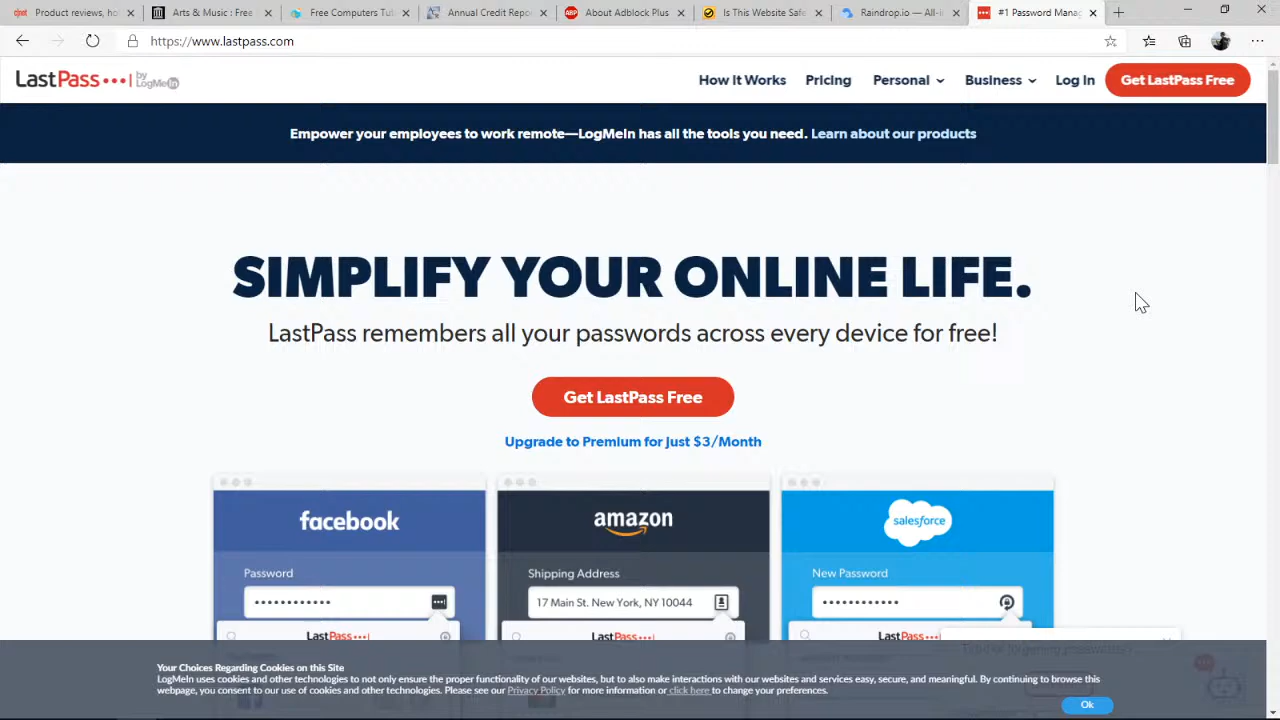 Product reviews, ho
Arts & Music : Free
Free Computers Tut
Annual Credit Repo
About Adblock Plus
Is This Website Safe
Raindrop.io — All-i
#1 Password Manag
https://www.lastpass.com
LastPass •••| by LogMeIn
How It Works Pricing Personal Business Log In Get LastPass Free
Empower your employees to work remote—LogMeIn has all the tools you need. Learn about our products
SIMPLIFY YOUR ONLINE LIFE.
LastPass remembers all your passwords across every device for free!
Get LastPass Free
Upgrade to Premium for Just $3/Month
facebook
amazon
salesforce
Password
Shipping Address
New Password
••••••••••••
17 Main St. New York, NY 10044
••••••••••••
LastPass•••|
LastPass•••|
LastPass•••|
Your Choices Regarding Cookies on this Site
LogMeIn uses cookies and other technologies to not only ensure the proper functionality of our websites, but to also make interactions with our websites and services easy, secure, and meaningful. By continuing to browse this
webpage, you consent to our use of cookies and other technologies. Please see our Privacy Policy for more information or click here to change your preferences.
Ok